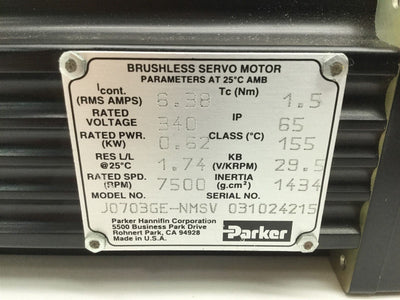 BRUSHLESS SERVO MOTOR
PARAMETERS AT 25°C AMB
Icont. (RMS AMPS) 6.38 Tc (Nm) 1.5
RATED VOLTAGE 340 IP 65
RATED PWR. (KW) 0.62 CLASS (°C) 155
RES L/L @25°C 1.74 KB (V/KRPM) 29.5
RATED SPD. (RPM) 7500 INERTIA (g.cm²) 1434
MODEL NO. SERIAL NO.
J0703GE-NMSV 031024215
Parker Hannifin Corporation
5500 Business Park Drive
Rohnert Park, CA 94928
Made in U.S.A.
Parker